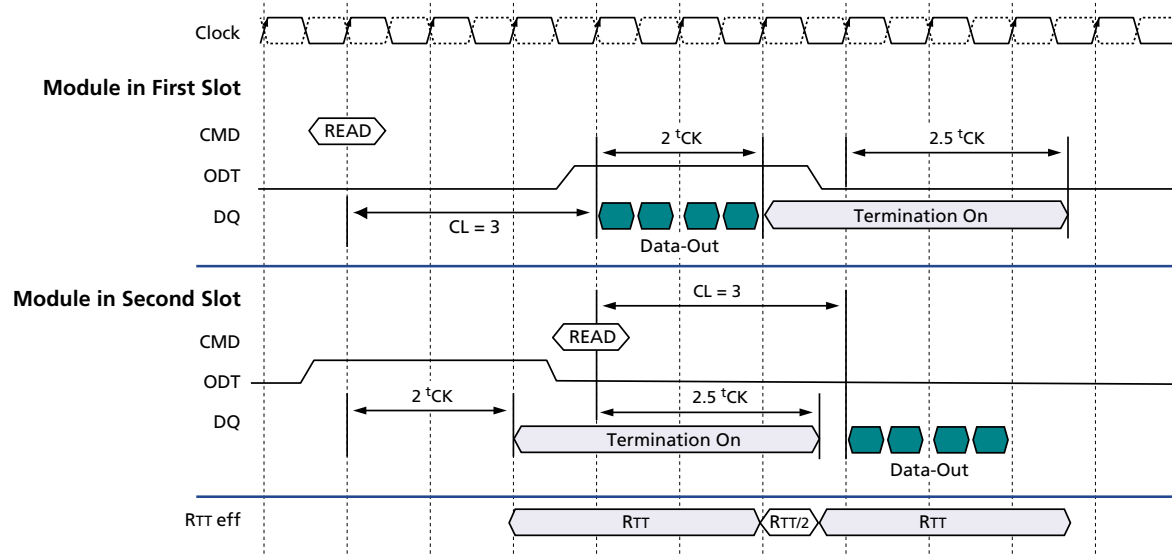 Clock
Module in First Slot
CMD
READ
2 tCK
2.5 tCK
ODT
DQ
CL = 3
Termination On
Data-Out
Module in Second Slot
CL = 3
CMD
READ
ODT
2 tCK
2.5 tCK
DQ
Termination On
Data-Out
RTT eff
RTT
RTT/2
RTT